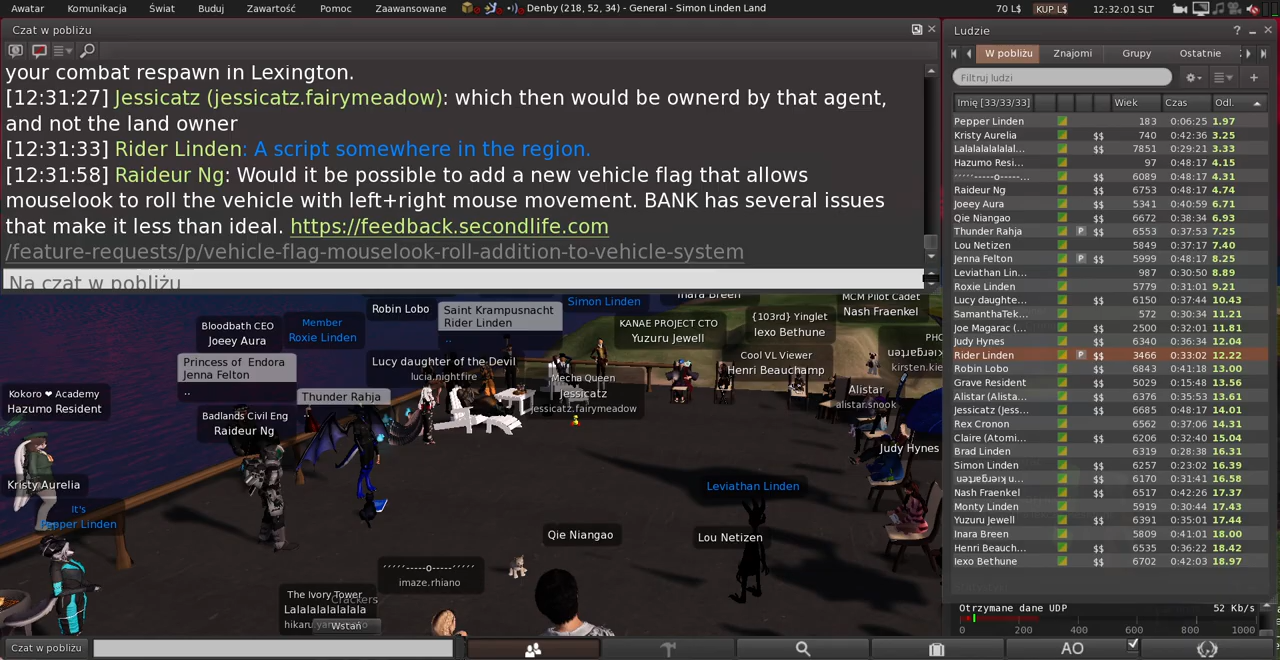 Awatar Komunikacja Świat Buduj Zawartość Pomoc Zaawansowane Denby (218, 52, 34) - General - Simon Linden Land 70 L$ KUP L$ 12:32:01 SLT
Czat w pobliżu
your combat respawn in Lexington.
[12:31:27] Jessicatz (jessicatz.fairymeadow): which then would be ownerd by that agent,
and not the land owner
[12:31:33] Rider Linden: A script somewhere in the region.
[12:31:58] Raideur Ng: Would it be possible to add a new vehicle flag that allows
mouselook to roll the vehicle with left+right mouse movement. BANK has several issues
that make it less than ideal. https://feedback.secondlife.com
/feature-requests/p/vehicle-flag-mouselook-roll-addition-to-vehicle-system
Na czat w pobliżu
Ludzie
W pobliżu Znajomi Grupy Ostatnie
Filtruj ludzi
Imię [33/33/33] Wiek Czas Odl.
Pepper Linden 183 0:06:25 1.97
Kristy Aurelia $$ 740 0:42:36 3.25
Lalalalalalal... $$ 7851 0:29:21 3.33
Hazumo Resi... 97 0:48:17 4.15
´´´´´-----o-----... $$ 6089 0:48:17 4.31
Raideur Ng $$ 6753 0:48:17 4.74
Joeey Aura $$ 5341 0:40:59 6.71
Qie Niangao $$ 6672 0:38:34 6.93
Thunder Rahja P $$ 6553 0:37:53 7.25
Lou Netizen 5849 0:37:17 7.40
Jenna Felton P $$ 5999 0:48:17 8.25
Leviathan Lin... 987 0:30:50 8.89
Roxie Linden 5779 0:31:01 9.21
Lucy daughte... $$ 6150 0:37:44 10.43
SamanthaVen... 572 0:30:34 11.21
Joe Magarac (... $$ 2500 0:32:01 11.81
Judy Hynes $$ 6340 0:36:34 12.04
Rider Linden P $$ 3466 0:33:02 12.22
Robin Lobo $$ 6843 0:41:18 13.00
Grave Resident $$ 5029 0:15:48 13.56
Alistar (Alista... $$ 6376 0:35:53 13.61
Jessicatz (Jess... $$ 6685 0:48:17 14.01
Rex Cronon 6562 0:37:06 14.31
Claire (Atomi... $$ 6206 0:32:40 15.04
Brad Linden 6319 0:28:38 16.31
Simon Linden $$ 6257 0:23:02 16.39
$$ 6170 0:31:41 16.58
Nash Fraenkel $$ 6517 0:42:26 17.37
Monty Linden 5919 0:30:44 17.43
Yuzuru Jewell $$ 6391 0:35:01 17.44
Inara Breen 5809 0:41:01 18.00
Henri Beauch... $$ 6535 0:36:22 18.42
Iexo Bethune $$ 6702 0:42:03 18.97
Otrzymane dane UDP 52 Kb/s
0 200 600 800 1000
Simon Linden
Inara Breen
MCM Pilot Cadet
Nash Fraenkel
Robin Lobo
Saint Krampusnacht
Rider Linden
..
Member
Roxie Linden
Bloodbath CEO
Joeey Aura
KANAE PROJECT CTO
Yuzuru Jewell
{103rd} Yinglet
Iexo Bethune
Cool VL Viewer
Henri Beauchamp
Princess of Endora
Jenna Felton
..
Lucy daughter of the Devil
lucia.nightfire
Mecha Queen
Jessicatz
jessicatz.fairymeadow
Thunder Rahja
Alistar
alistar.snook
Kokoro ❤ Academy
Hazumo Resident
Badlands Civil Eng
Raideur Ng
Judy Hynes
Kristy Aurelia
Leviathan Linden
It's
Pepper Linden
Qie Niangao
Lou Netizen
´´´´´-----o-----´´´´´
imaze.rhiano
The Ivory Tower
Crackers
Lalalalalalalala
Wstań
Czat w pobliżu AO